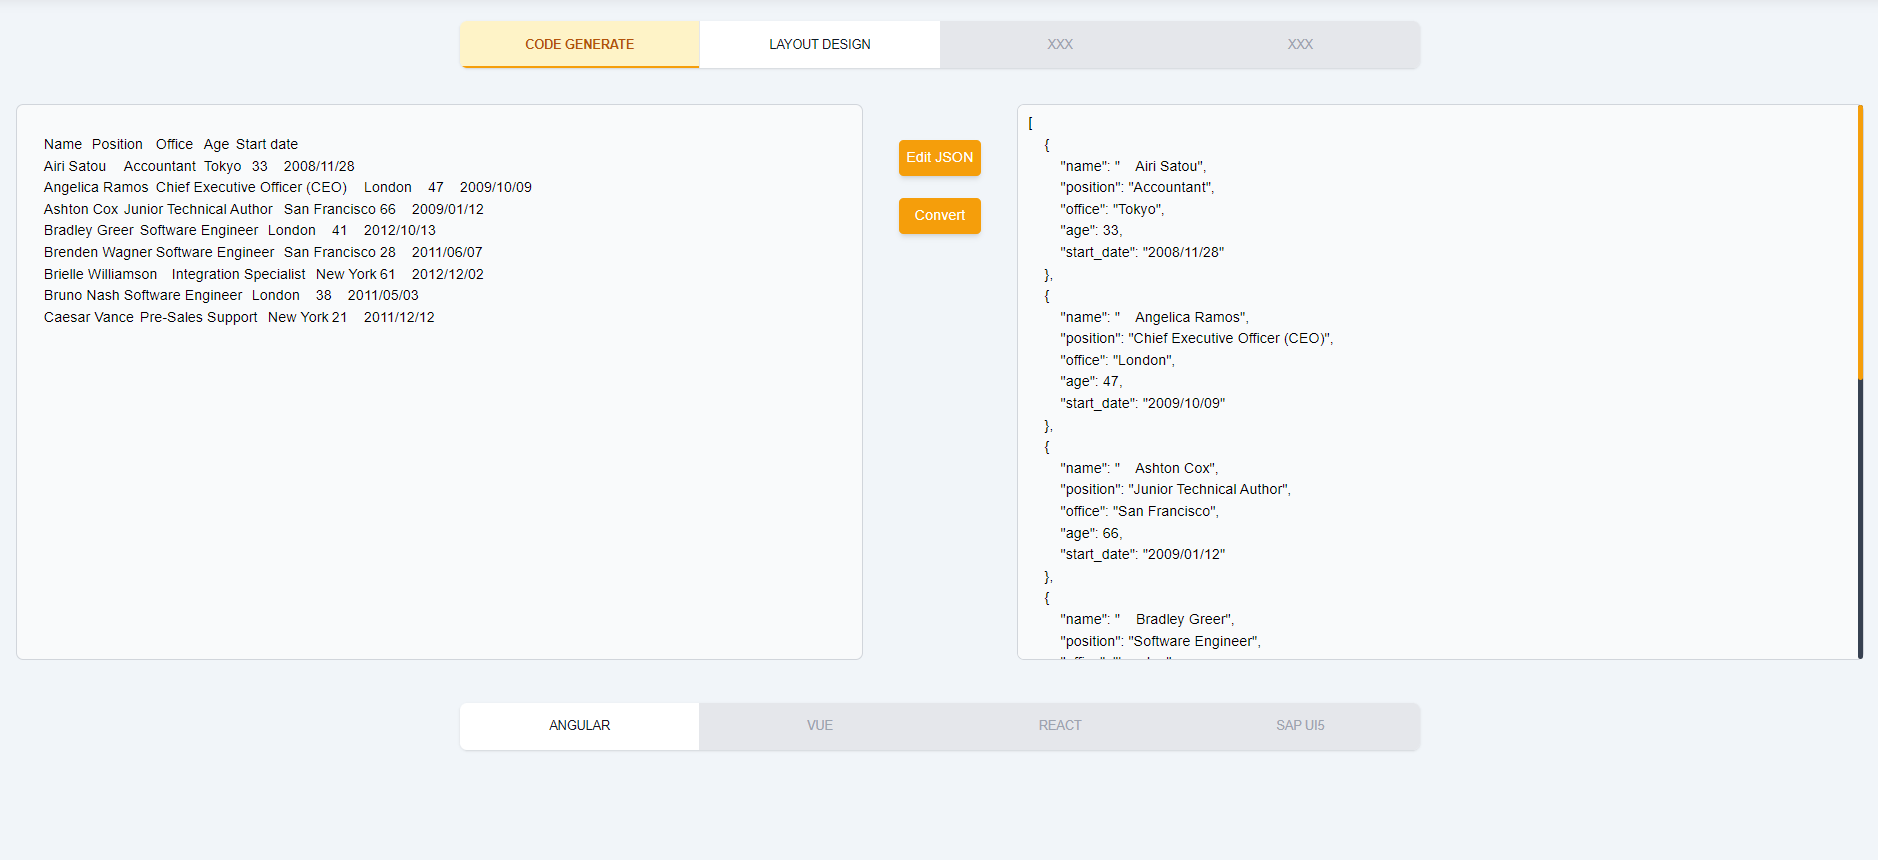 CODE GENERATE LAYOUT DESIGN XXX XXX
Name Position Office Age Start date
Airi Satou Accountant Tokyo 33 2008/11/28
Angelica Ramos Chief Executive Officer (CEO) London 47 2009/10/09
Ashton Cox Junior Technical Author San Francisco 66 2009/01/12
Bradley Greer Software Engineer London 41 2012/10/13
Brenden Wagner Software Engineer San Francisco 28 2011/06/07
Brielle Williamson Integration Specialist New York 61 2012/12/02
Bruno Nash Software Engineer London 38 2011/05/03
Caesar Vance Pre-Sales Support New York 21 2011/12/12
Edit JSON
Convert
[
{
"name": " Airi Satou",
"position": "Accountant",
"office": "Tokyo",
"age": 33,
"start_date": "2008/11/28"
},
{
"name": " Angelica Ramos",
"position": "Chief Executive Officer (CEO)",
"office": "London",
"age": 47,
"start_date": "2009/10/09"
},
{
"name": " Ashton Cox",
"position": "Junior Technical Author",
"office": "San Francisco",
"age": 66,
"start_date": "2009/01/12"
},
{
"name": " Bradley Greer",
"position": "Software Engineer",
ANGULAR VUE REACT SAP UI5